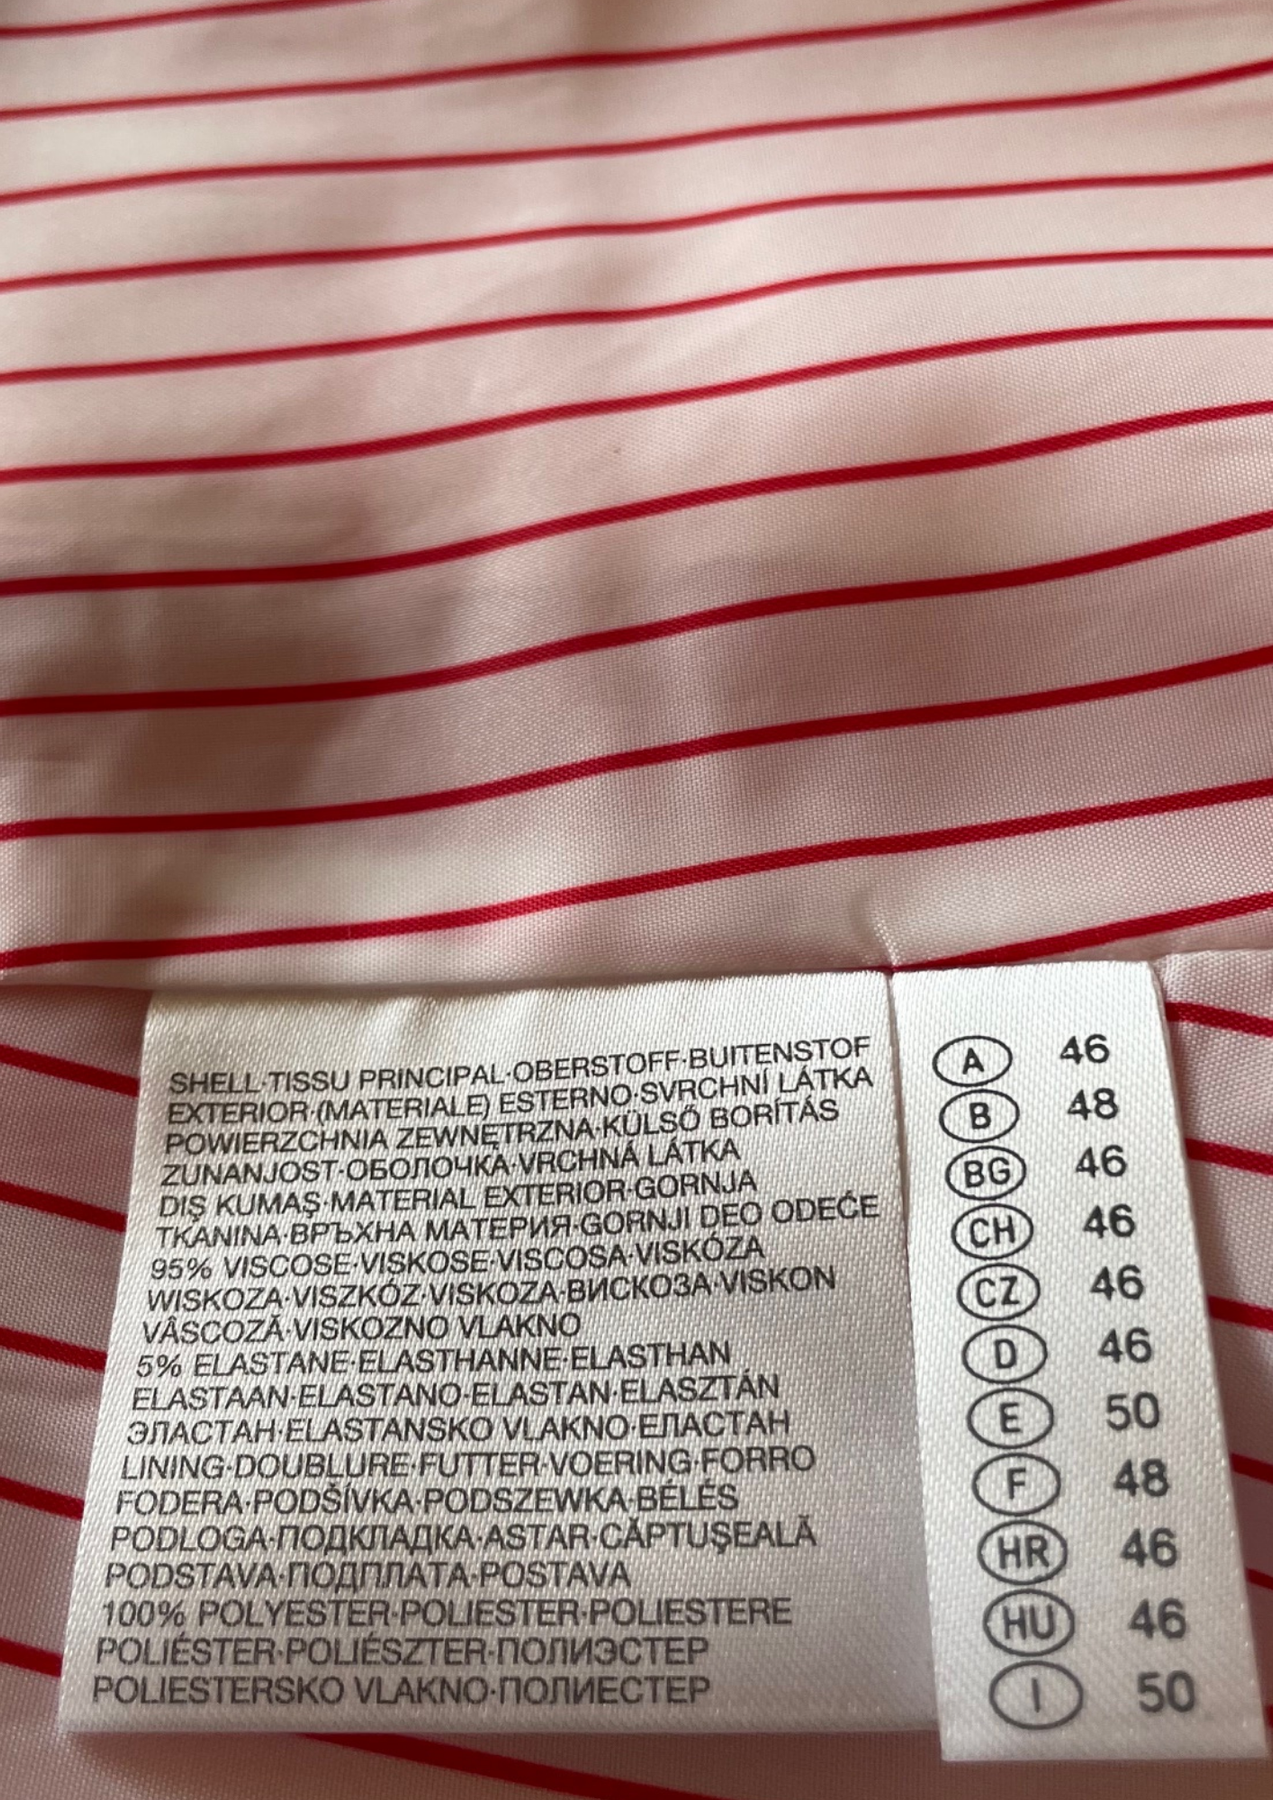 SHELL·TISSU PRINCIPAL·OBERSTOFF·BUITENSTOF
EXTERIOR·(MATERIALE) ESTERNO·SVRCHNÍ LÁTKA
POWIERZCHNIA ZEWNĘTRZNA·KÜLSŐ BORÍTÁS
ZUNANJOST·ОБОЛОЧКА·VRCHNÁ LÁTKA
DIŞ KUMAŞ·MATERIAL EXTERIOR·GORNJA
TKANINA·ВРЪХНА МАТЕРИЯ·GORNJI DEO ODEĆE
95% VISCOSE·VISKOSE·VISCOSA·VISKÓZA
WISKOZA·VISZKÓZ·VISKOZA·ВИСКОЗА·VISKON
VÂSCOZĂ·VISKOZNO VLAKNO
5% ELASTANE·ELASTHANNE·ELASTHAN
ELASTAAN·ELASTANO·ELASTAN·ELASZTÁN
ЭЛАСТАН·ELASTANSKO VLAKNO·ЕЛАСТАН
LINING·DOUBLURE·FUTTER·VOERING·FORRO
FODERA·PODŠÍVKA·PODSZEWKA·BÉLÉS
PODLOGA·ПОДКЛАДКА·ASTAR·CĂPTUŞEALĂ
PODSTAVA·ПОДПЛАТА·POSTAVA
100% POLYESTER·POLIESTER·POLIESTERE
POLIÉSTER·POLIÉSZTER·ПОЛИЭСТЕР
POLIESTERSKO VLAKNO·ПОЛИЕСТЕР
A 46
B 48
BG 46
CH 46
CZ 46
D 46
E 50
F 48
HR 46
HU 46
I 50